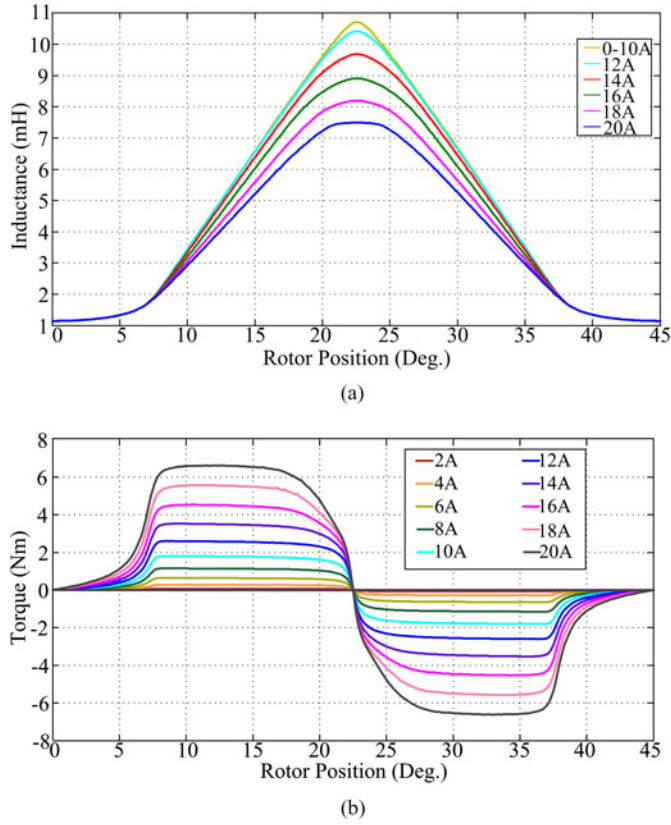 11
10
9
8
7
6
5
4
3
2
1
Inductance (mH)
0-10A
12A
14A
16A
18A
20A
0 5 10 15 20 25 30 35 40 45
Rotor Position (Deg.)
(a)
8
6
4
2
0
-2
-4
-6
-8
Torque (Nm)
2A 12A
4A 14A
6A 16A
8A 18A
10A 20A
0 5 10 15 20 25 30 35 40 45
Rotor Position (Deg.)
(b)